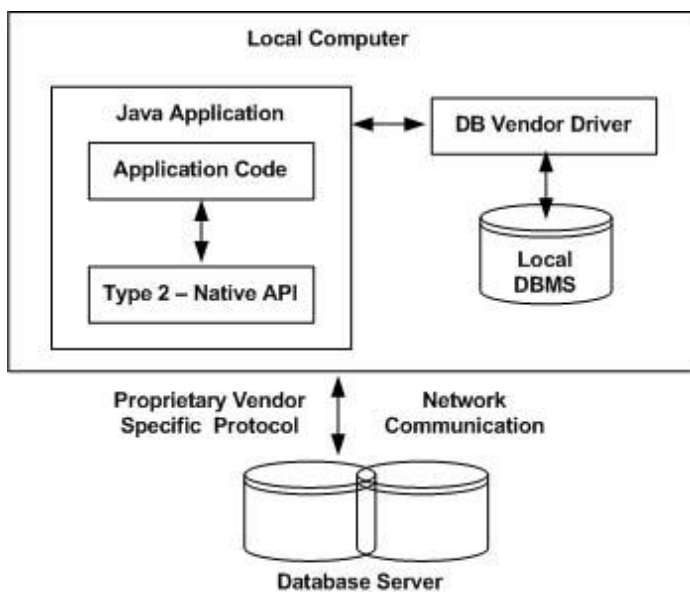 Local Computer
Java Application
DB Vendor Driver
Application Code
Type 2 – Native API
Local
DBMS
Proprietary Vendor
Specific Protocol
Network
Communication
Database Server